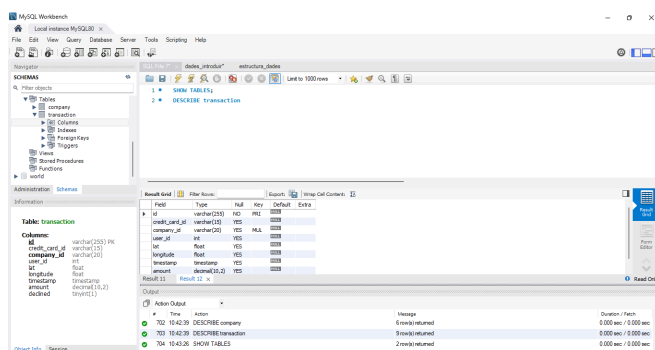 MySQL Workbench
Local instance MySQL80 ×
File Edit View Query Database Server Tools Scripting Help
Navigator
SCHEMAS
Filter objects
Tables
company
transaction
Columns
Indexes
Foreign Keys
Triggers
Views
Stored Procedures
Functions
world
Administration Schemas
Information
Table: transaction
Columns:
id varchar(255) PK
credit_card_id varchar(15)
company_id varchar(20)
user_id int
lat float
longitude float
timestamp timestamp
amount decimal(10,2)
declined tinyint(1)
Object Info Session
dades_introduir* estructura_dades
Limit to 1000 rows
1 SHOW TABLES;
2 DESCRIBE transaction
Result Grid Filter Rows: Export: Wrap Cell Content:
Field Type Null Key Default Extra
id varchar(255) NO PRI NULL
credit_card_id varchar(15) YES NULL
company_id varchar(20) YES MUL NULL
user_id int YES NULL
lat float YES NULL
longitude float YES NULL
timestamp timestamp YES NULL
amount decimal(10,2) YES NULL
Result Grid
Form Editor
Result 11 Result 12 × Read Onl
Output
Action Output
# Time Action Message Duration / Fetch
702 10:42:39 DESCRIBE company 6 row(s) returned 0.000 sec / 0.000 sec
703 10:42:39 DESCRIBE transaction 9 row(s) returned 0.000 sec / 0.000 sec
704 10:43:26 SHOW TABLES 2 row(s) returned 0.000 sec / 0.000 sec